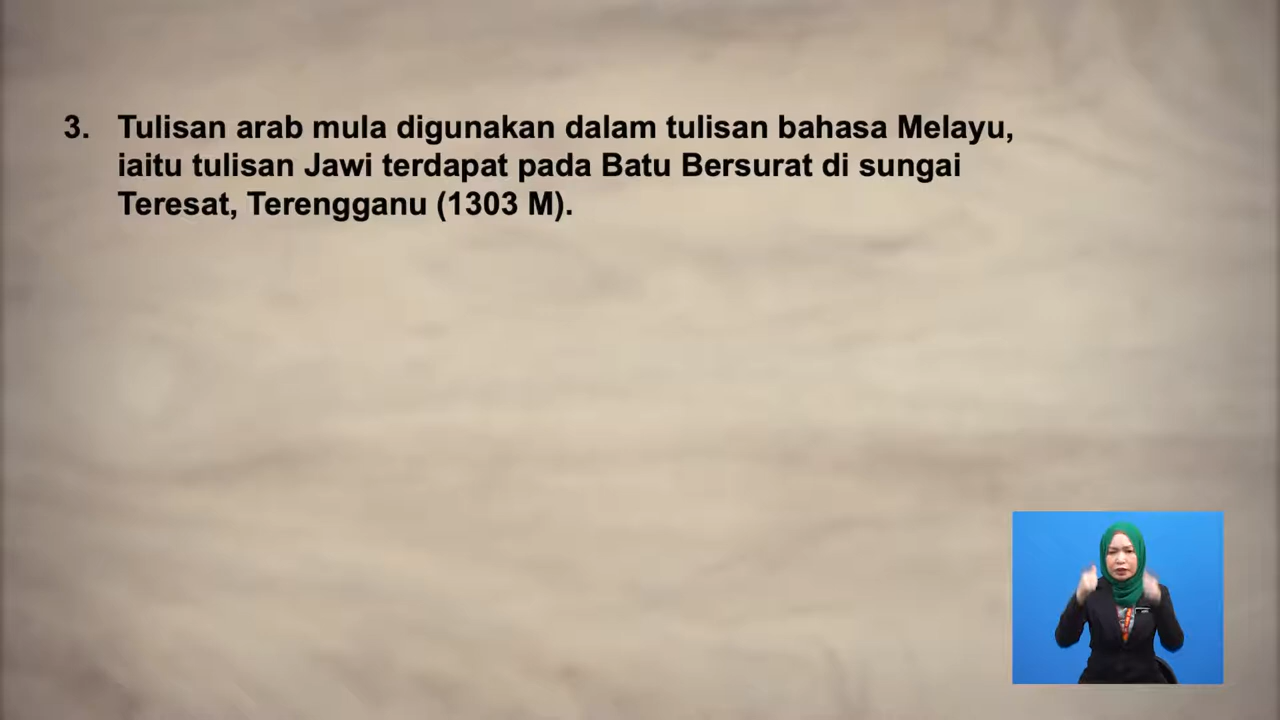 3. Tulisan arab mula digunakan dalam tulisan bahasa Melayu,
iaitu tulisan Jawi terdapat pada Batu Bersurat di sungai
Teresat, Terengganu (1303 M).